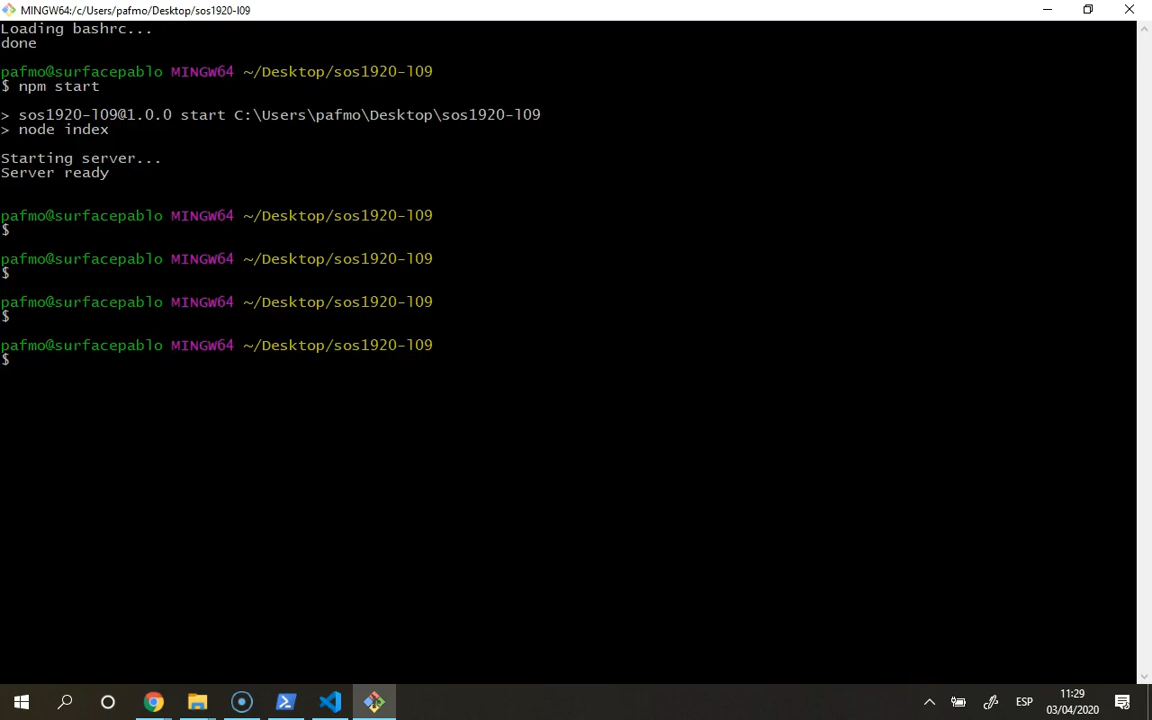 MINGW64:/c/Users/pafmo/Desktop/sos1920-l09
Loading bashrc...
done
pafmo@surfacepablo MINGW64 ~/Desktop/sos1920-l09
$ npm start
> sos1920-l09@1.0.0 start C:\Users\pafmo\Desktop\sos1920-l09
> node index
Starting server...
Server ready
pafmo@surfacepablo MINGW64 ~/Desktop/sos1920-l09
$
pafmo@surfacepablo MINGW64 ~/Desktop/sos1920-l09
$
pafmo@surfacepablo MINGW64 ~/Desktop/sos1920-l09
$
pafmo@surfacepablo MINGW64 ~/Desktop/sos1920-l09
$
ESP
11:29
03/04/2020